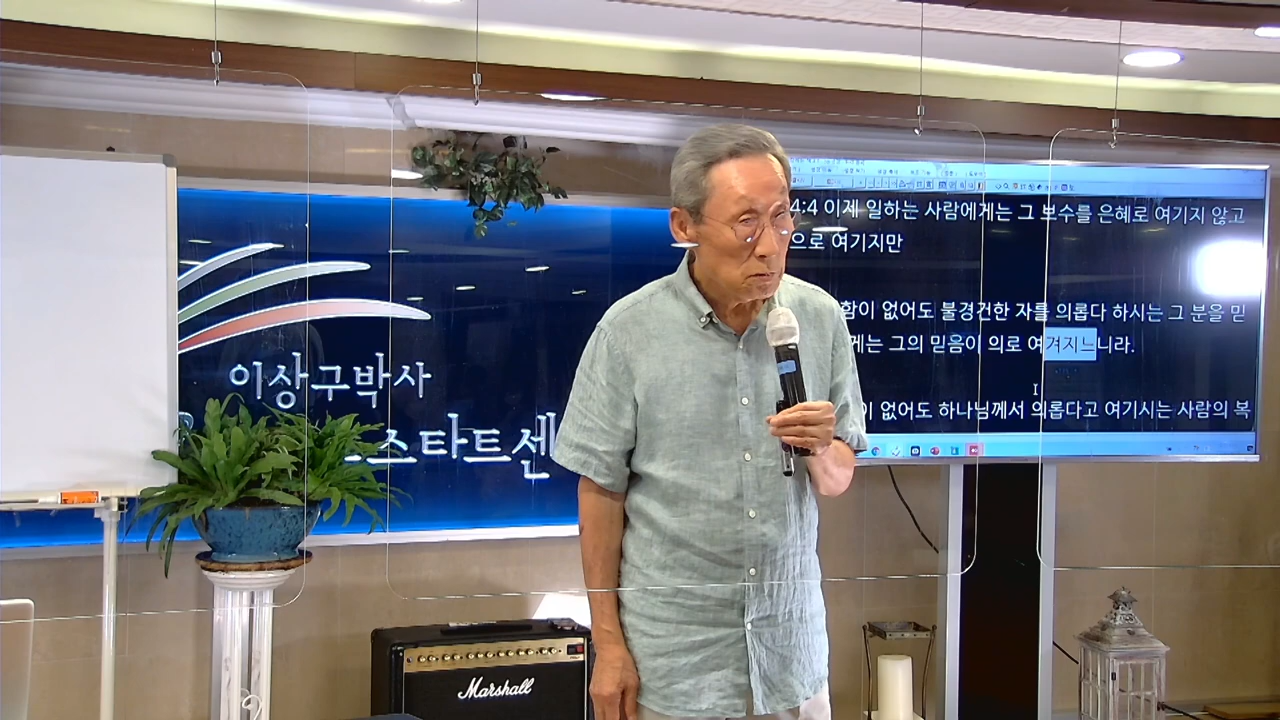 이상구박사
스타트센
4:4 이제 일하는 사람에게는 그 보수를 은혜로 여기지 않고
으로 여기지만
함이 없어도 불경건한 자를 의롭다 하시는 그 분을 믿
게는 그의 믿음이 의로 여겨지느니라.
이 없어도 하나님께서 의롭다고 여기시는 사람의 복
Marshall